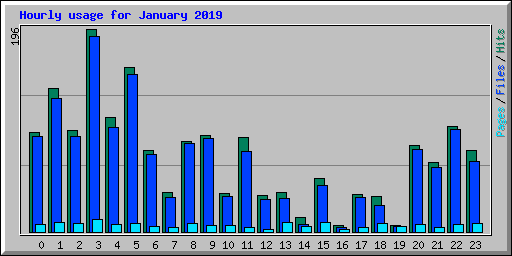 Hourly usage for January 2019
196
Pages/Files/Hits
0 1 2 3 4 5 6 7 8 9 10 11 12 13 14 15 16 17 18 19 20 21 22 23